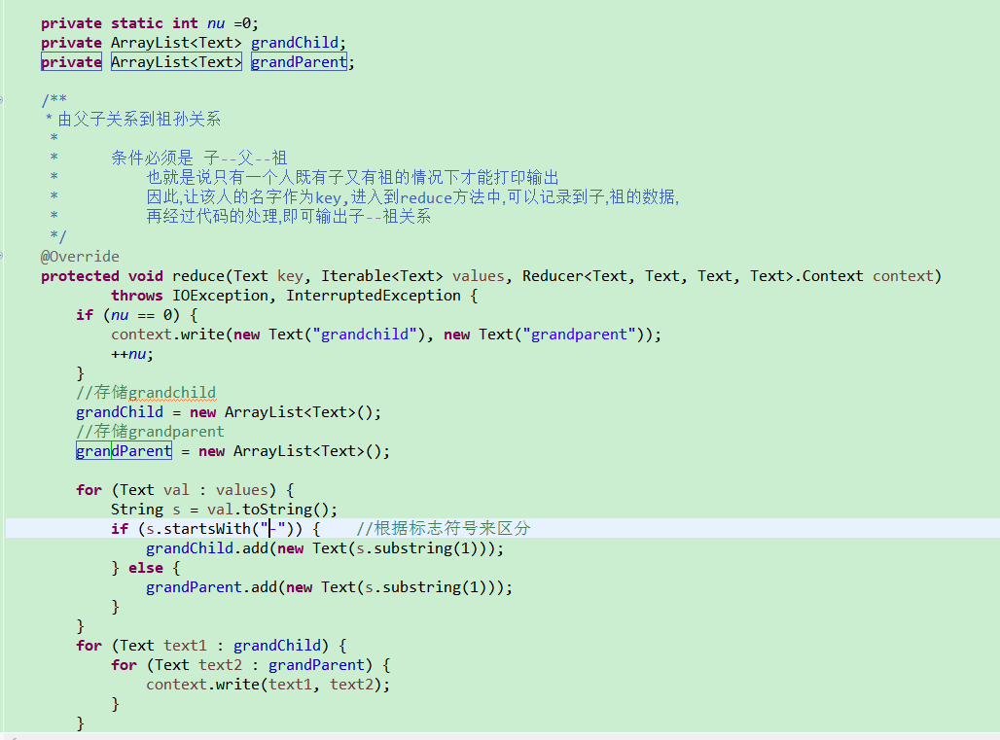 private static int nu =0;
private ArrayList<Text> grandChild;
private ArrayList<Text> grandParent;
/**
* 由父子关系到祖孙关系
*
* 条件必须是 子--父--祖
* 也就是说只有一个人既有子又有祖的情况下才能打印输出
* 因此,让该人的名字作为key,进入到reduce方法中,可以记录到子,祖的数据,
* 再经过代码的处理,即可输出子--祖关系
*/
@Override
protected void reduce(Text key, Iterable<Text> values, Reducer<Text, Text, Text, Text>.Context context)
throws IOException, InterruptedException {
if (nu == 0) {
context.write(new Text("grandchild"), new Text("grandparent"));
++nu;
}
//存储grandchild
grandChild = new ArrayList<Text>();
//存储grandparent
grandParent = new ArrayList<Text>();
for (Text val : values) {
String s = val.toString();
if (s.startsWith("-")) { //根据标志符号来区分
grandChild.add(new Text(s.substring(1)));
} else {
grandParent.add(new Text(s.substring(1)));
}
}
for (Text text1 : grandChild) {
for (Text text2 : grandParent) {
context.write(text1, text2);
}
}